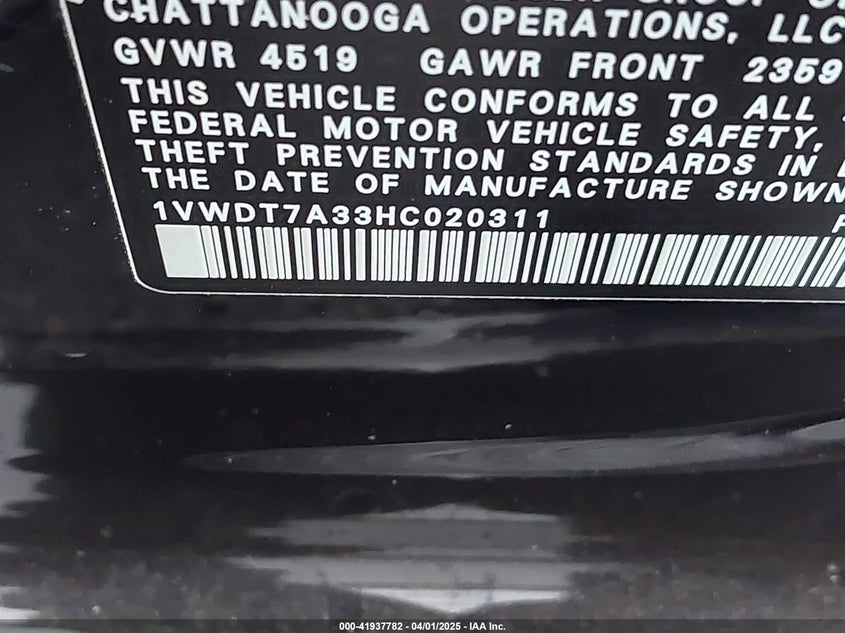 CHATTANOOGA OPERATIONS, LLC
GVWR 4519 GAWR FRONT 2359
THIS VEHICLE CONFORMS TO ALL
FEDERAL MOTOR VEHICLE SAFETY,
THEFT PREVENTION STANDARDS IN
THE DATE OF MANUFACTURE SHOWN
1VWDT7A33HC020311
000-41937782 / 04/01/2025 - IAA Inc.